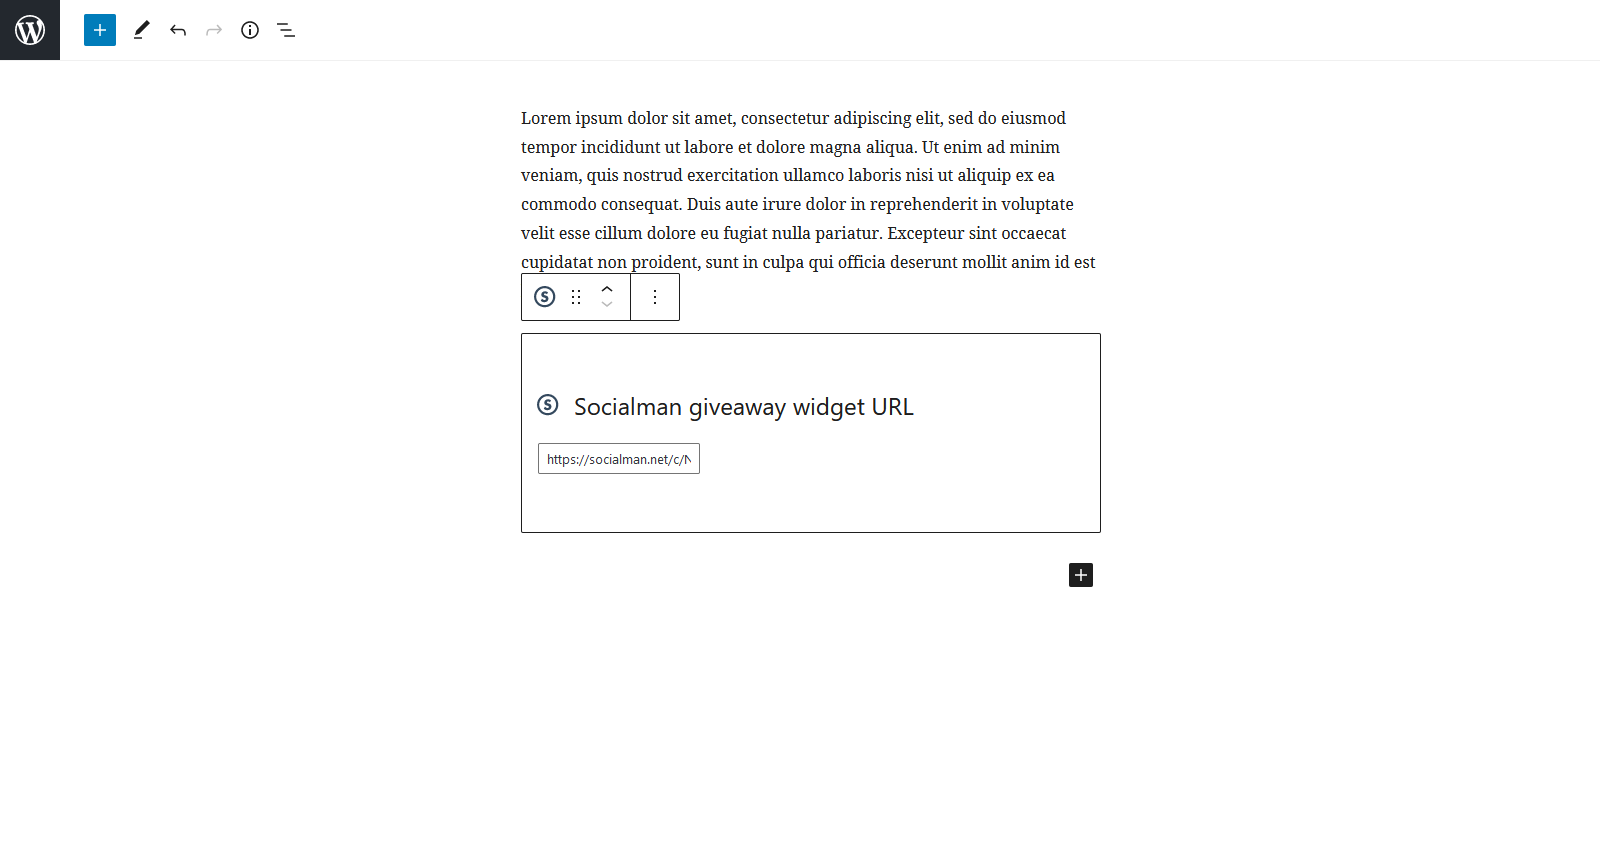 Lorem ipsum dolor sit amet, consectetur adipiscing elit, sed do eiusmod
tempor incididunt ut labore et dolore magna aliqua. Ut enim ad minim
veniam, quis nostrud exercitation ullamco laboris nisi ut aliquip ex ea
commodo consequat. Duis aute irure dolor in reprehenderit in voluptate
velit esse cillum dolore eu fugiat nulla pariatur. Excepteur sint occaecat
cupidatat non proident, sunt in culpa qui officia deserunt mollit anim id est
Socialman giveaway widget URL
https://socialman.net/c/N